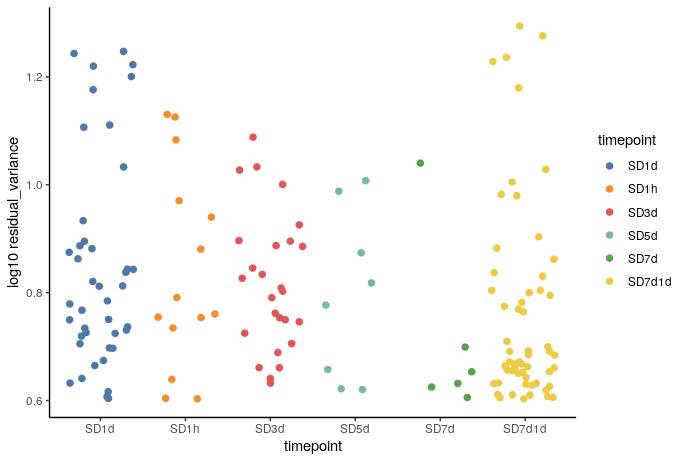 log10 residual_variance
1.2
1.0
0.8
0.6
SD1d SD1h SD3d SD5d SD7d SD7d1d
timepoint
timepoint
SD1d
SD1h
SD3d
SD5d
SD7d
SD7d1d